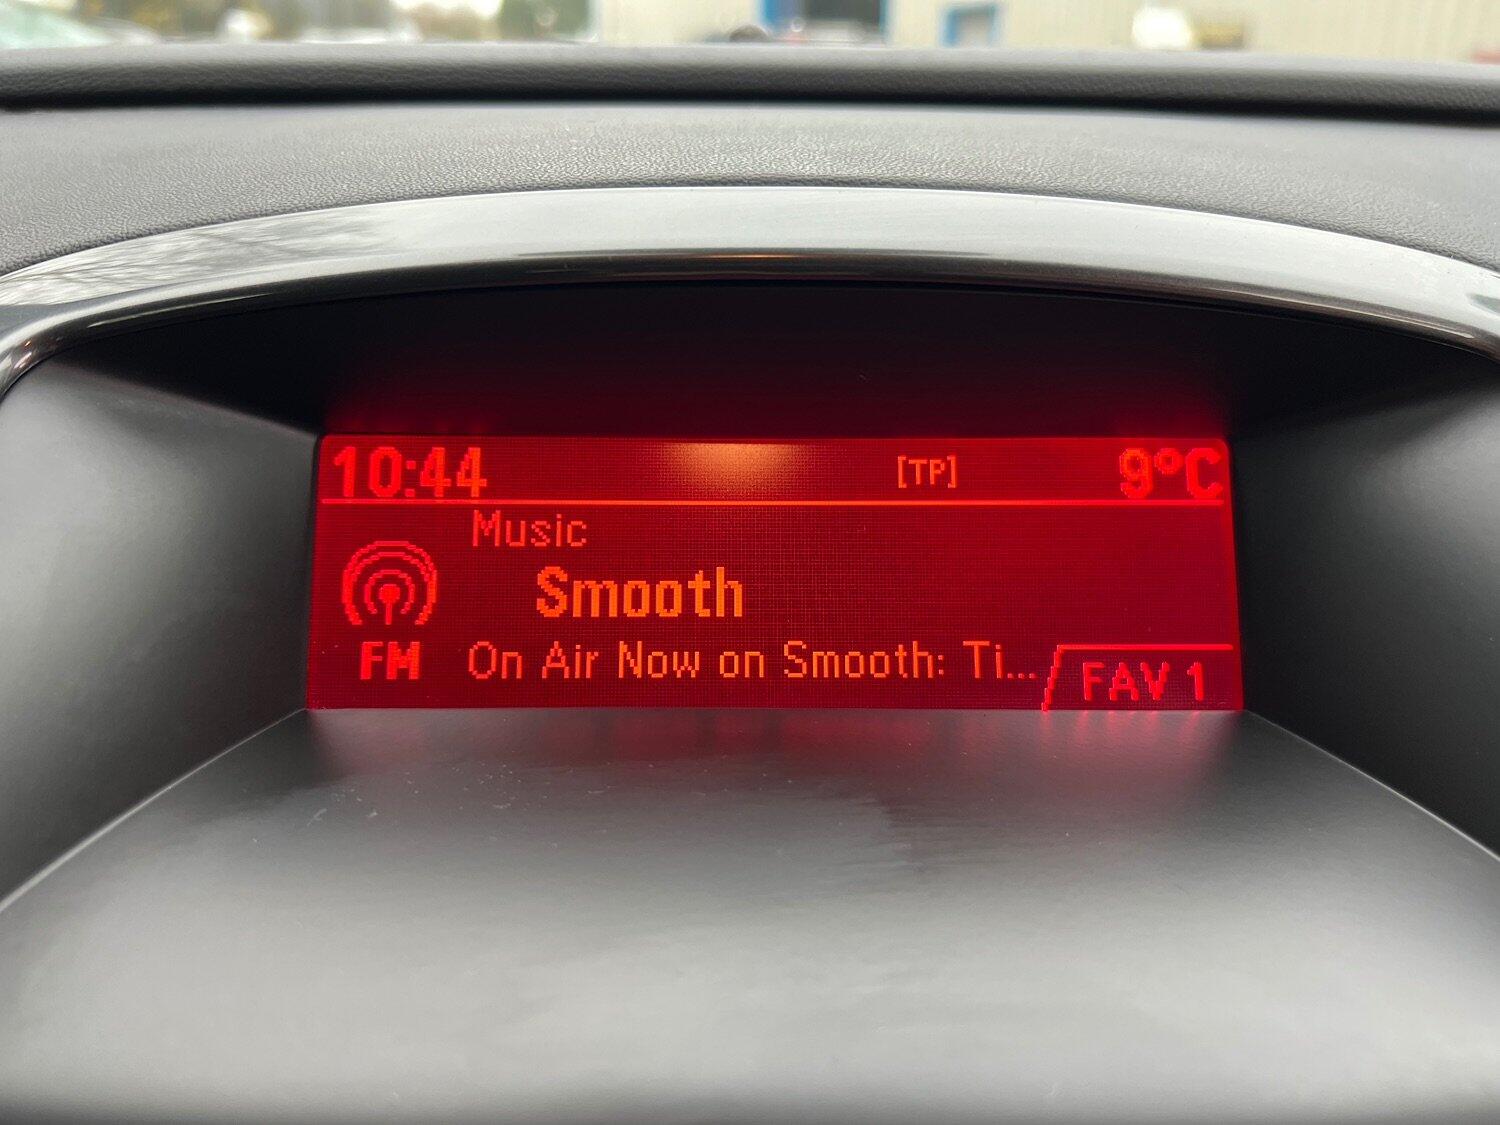 10:44 [TP] 9°C
Music
Smooth
FM On Air Now on Smooth: Ti...
FAV 1